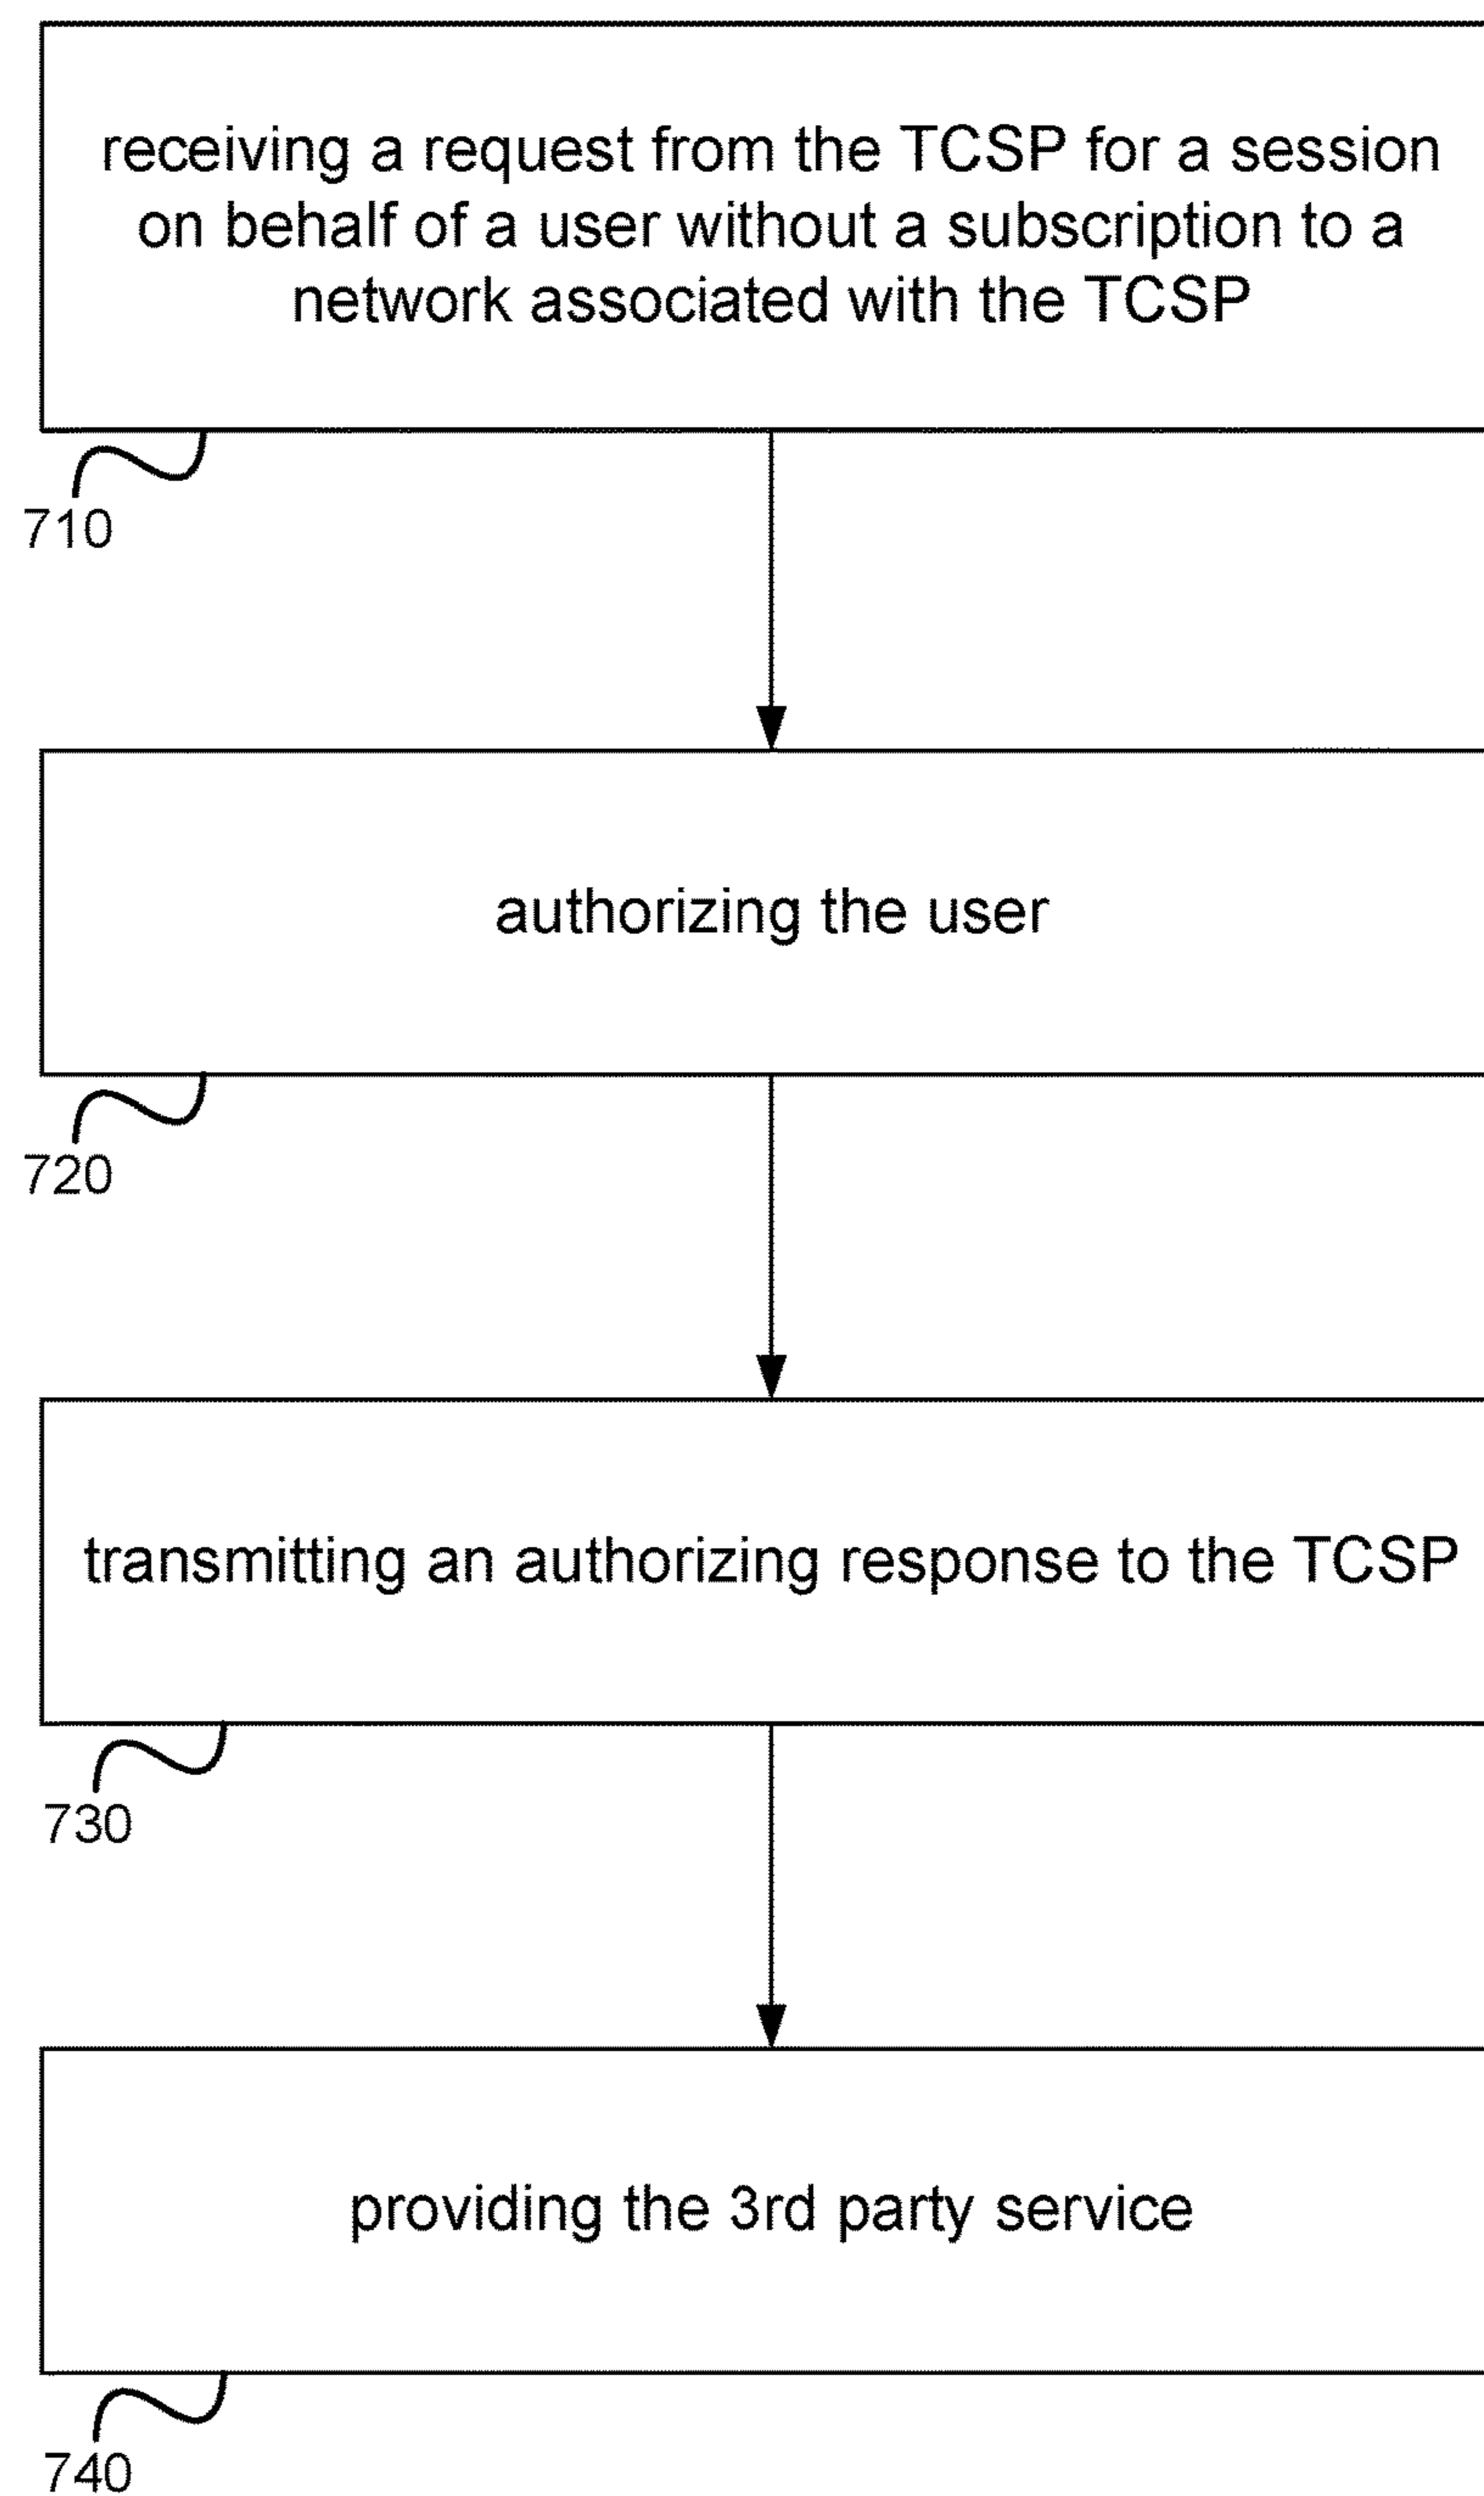 receiving a request from the TCSP for a session
on behalf of a user without a subscription to a
network associated with the TCSP
710
authorizing the user
720
transmitting an authorizing response to the TCSP
730
providing the 3rd party service
740